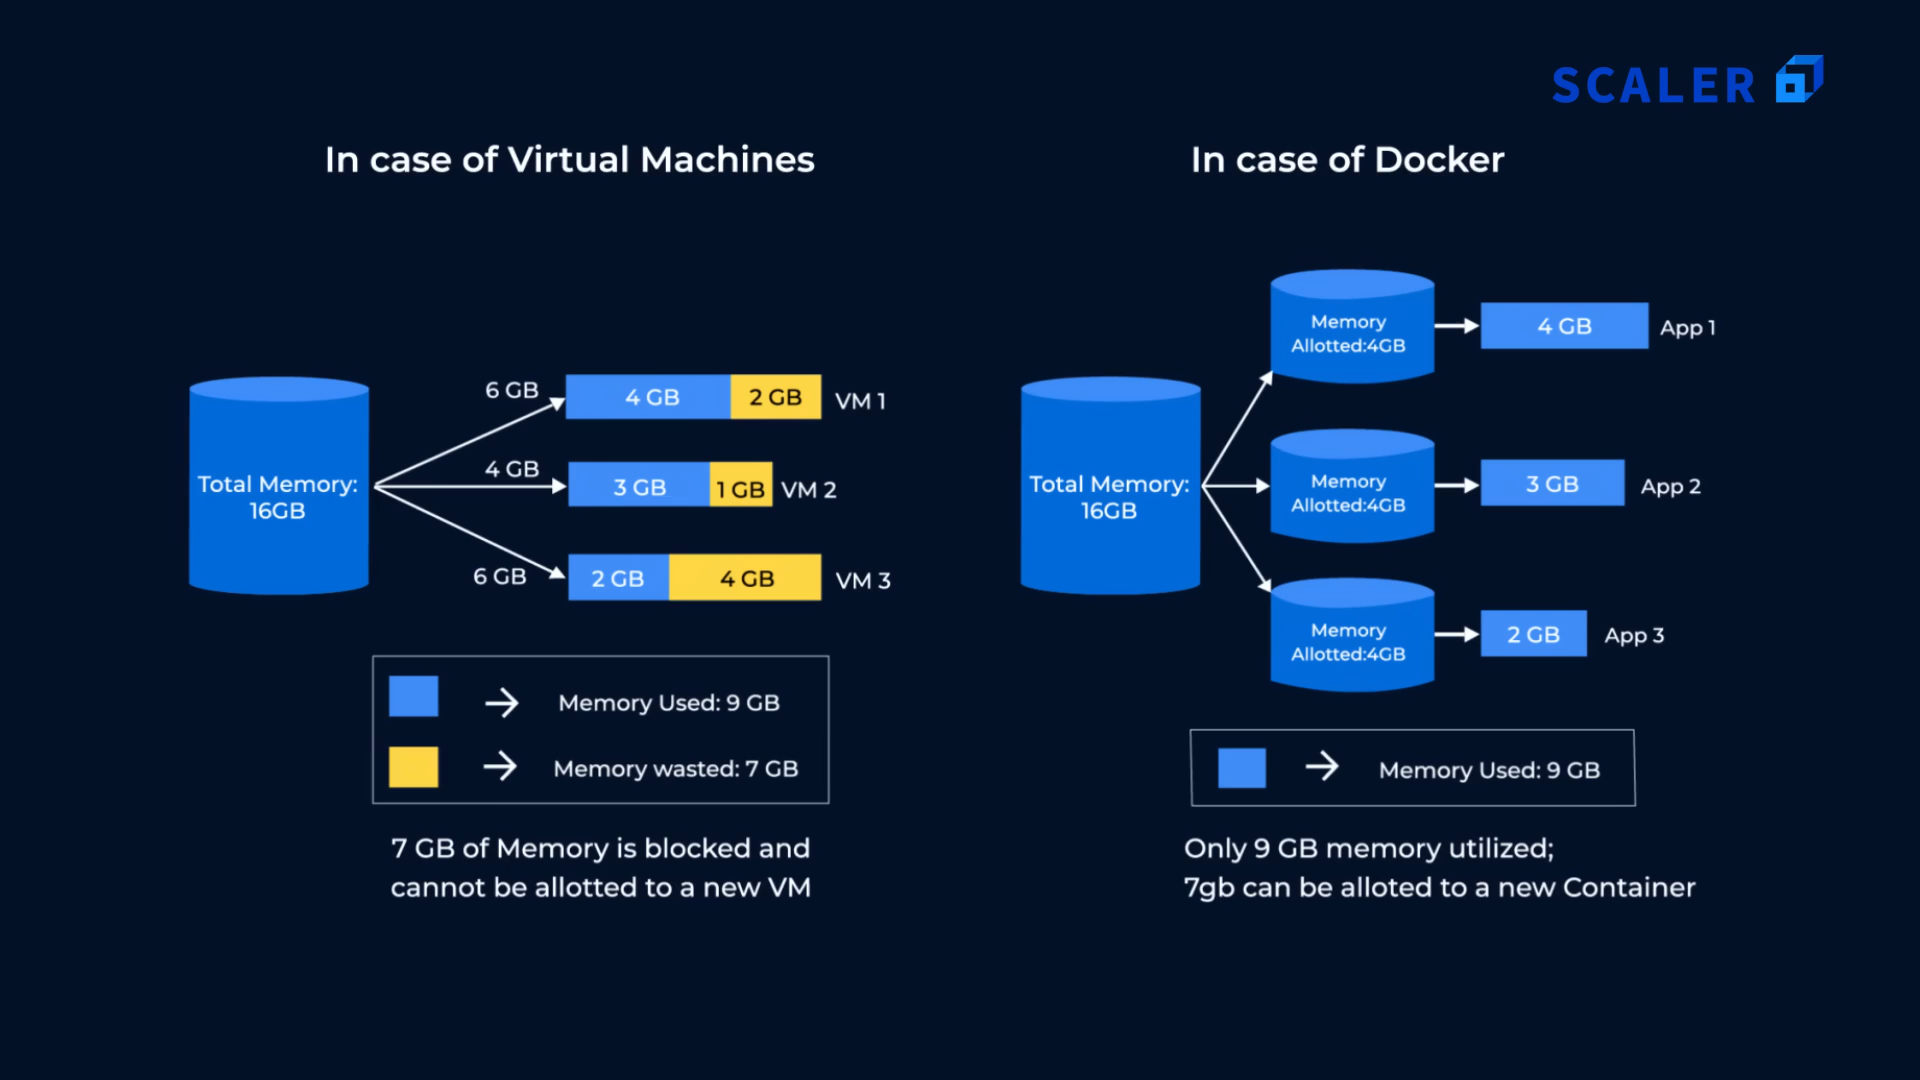 SCALER
In case of Virtual Machines
Total Memory:
16GB
6 GB
4 GB
2 GB
VM 1
4 GB
3 GB
1 GB
VM 2
6 GB
2 GB
4 GB
VM 3
Memory Used: 9 GB
Memory wasted: 7 GB
7 GB of Memory is blocked and
cannot be allotted to a new VM
In case of Docker
Total Memory:
16GB
Memory
Allotted:4GB
4 GB
App 1
Memory
Allotted:4GB
3 GB
App 2
Memory
Allotted:4GB
2 GB
App 3
Memory Used: 9 GB
Only 9 GB memory utilized;
7gb can be alloted to a new Container